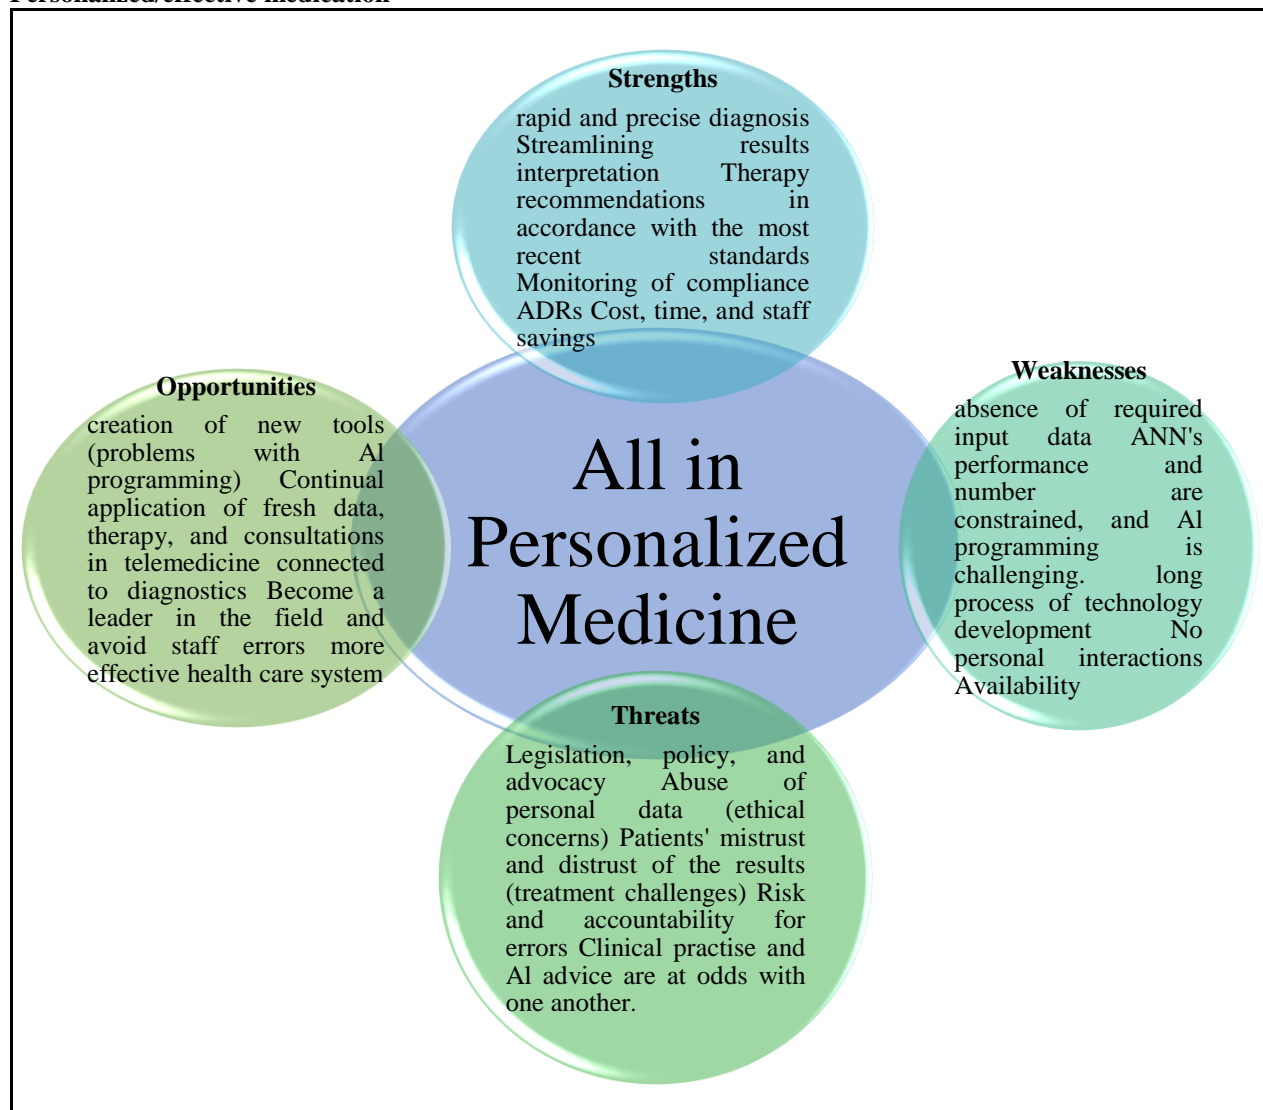 Personalized/effective medication
Strengths
rapid and precise diagnosis
Streamlining results
interpretation Therapy
recommendations in
accordance with the most
recent standards
Monitoring of compliance
ADRs Cost, time, and staff
savings
Opportunities
creation of new tools
(problems with Al
programming) Continual
application of fresh data,
therapy, and consultations
in telemedicine connected
to diagnostics Become a
leader in the field and
avoid staff errors more
effective health care system
All in
Personalized
Medicine
Weaknesses
absence of required
input data ANN's
performance and
number are
constrained, and Al
programming is
challenging. long
process of technology
development No
personal interactions
Availability
Threats
Legislation, policy, and
advocacy Abuse of
personal data (ethical
concerns) Patients' mistrust
and distrust of the results
(treatment challenges) Risk
and accountability for
errors Clinical practise and
Al advice are at odds with
one another.